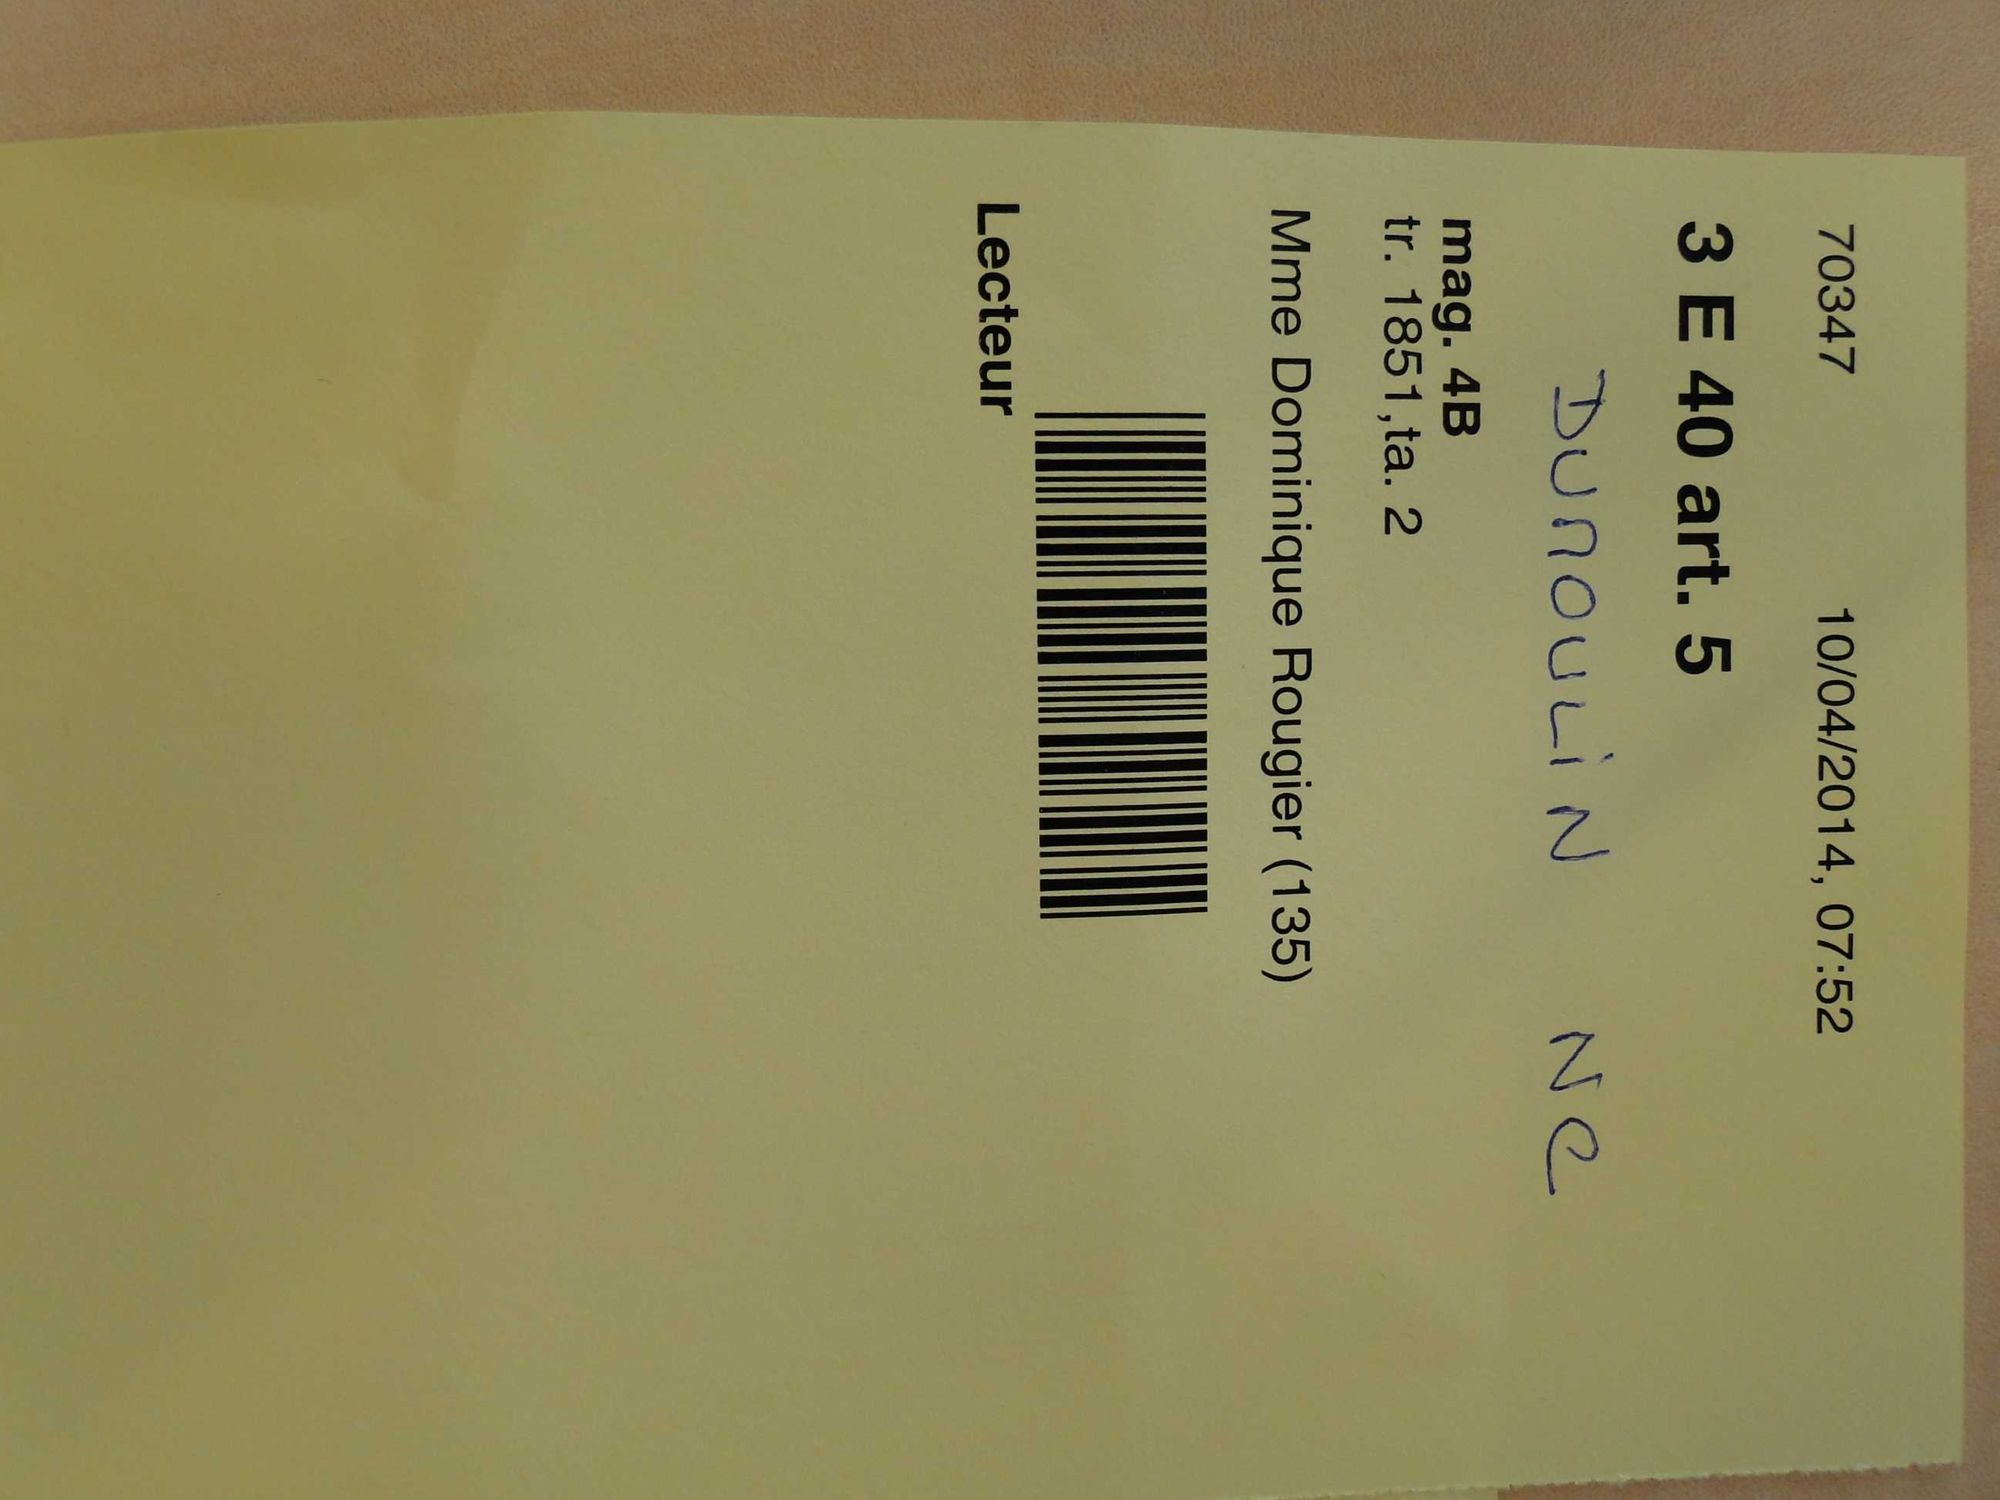 70347 10/04/2014, 07:52
3 E 40 art. 5
DUMOULIN NE
mag. 4B
tr. 1851,ta. 2
Mme Dominique Rougier (135)
Lecteur